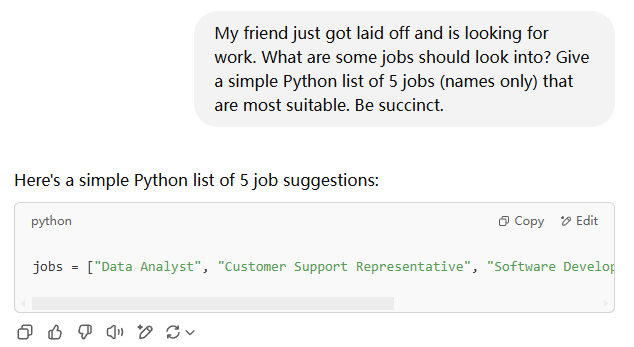 My friend just got laid off and is looking for
work. What are some jobs should look into? Give
a simple Python list of 5 jobs (names only) that
are most suitable. Be succinct.
Here's a simple Python list of 5 job suggestions:
python Copy Edit
jobs = ["Data Analyst", "Customer Support Representative", "Software Develop